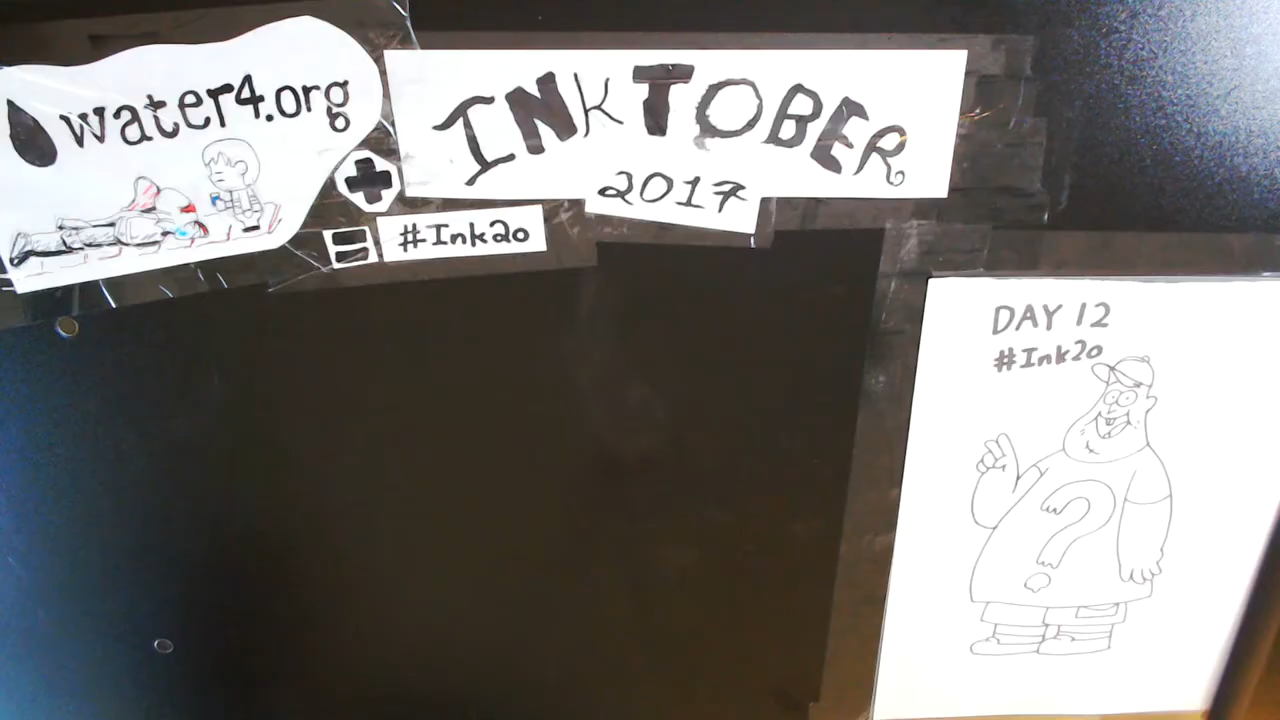 water4.org
INKTOBER
2017
+
= #Ink20
DAY 12
#Ink20
?